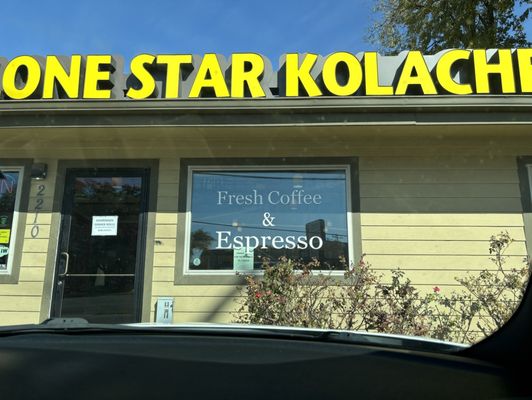 ONE STAR KOLACHE
Fresh Coffee
&
Espresso
2210